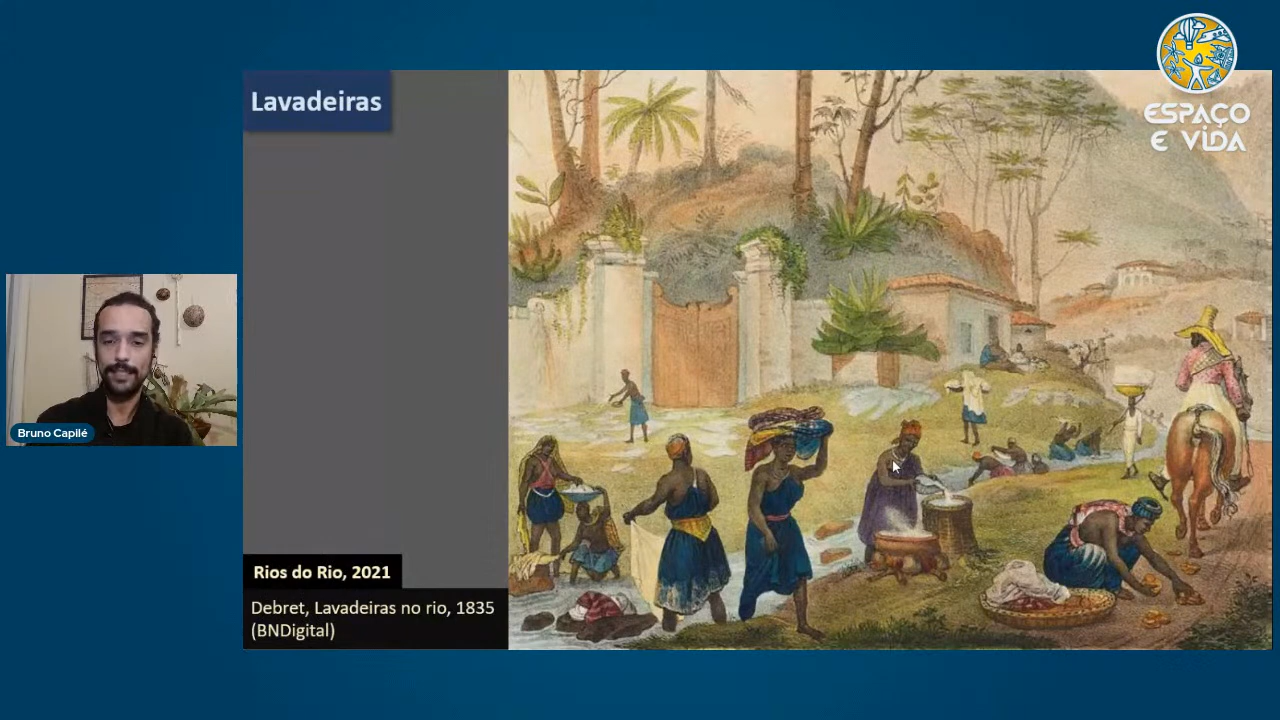 ESPAÇO
E VIDA
Lavadeiras
Bruno Capilé
Rios do Rio, 2021
Debret, Lavadeiras no rio, 1835
(BNDigital)